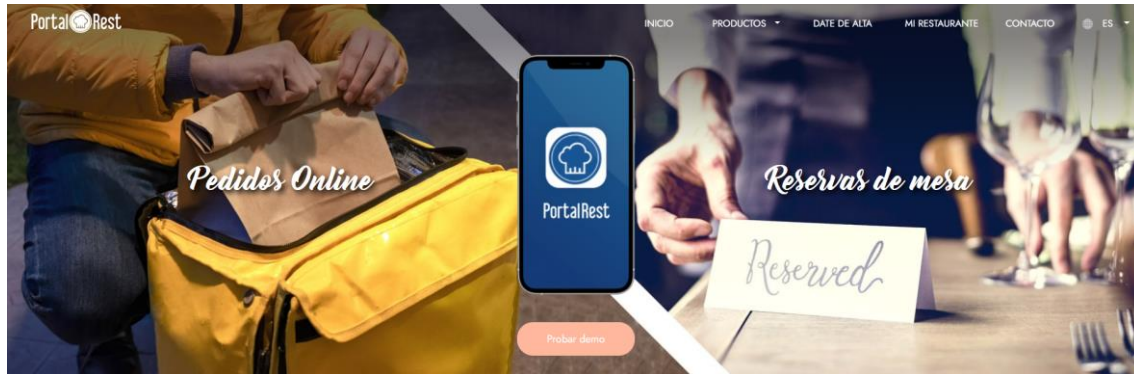 PortalRest
INICIO
PRODUCTOS
DATE DE ALTA
MI RESTAURANTE
CONTACTO
ES
Pedidos Online
PortalRest
Reservas de mesa
Reserved
Probar demo